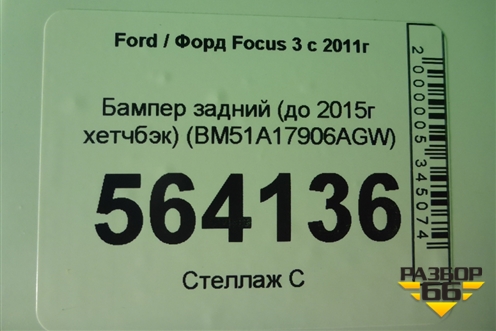 Ford / Форд Focus 3 с 2011г
Бампер задний (до 2015г
хетчбэк) (BM51A17906AGW)
564136
Стеллаж С
2000005345074
РАЗБОР
66